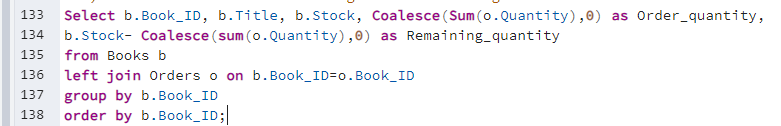 133 Select b.Book_ID, b.Title, b.Stock, Coalesce(Sum(o.Quantity),0) as Order_quantity,
134 b.Stock- Coalesce(sum(o.Quantity),0) as Remaining_quantity
135 from Books b
136 left join Orders o on b.Book_ID=o.Book_ID
137 group by b.Book_ID
138 order by b.Book_ID;